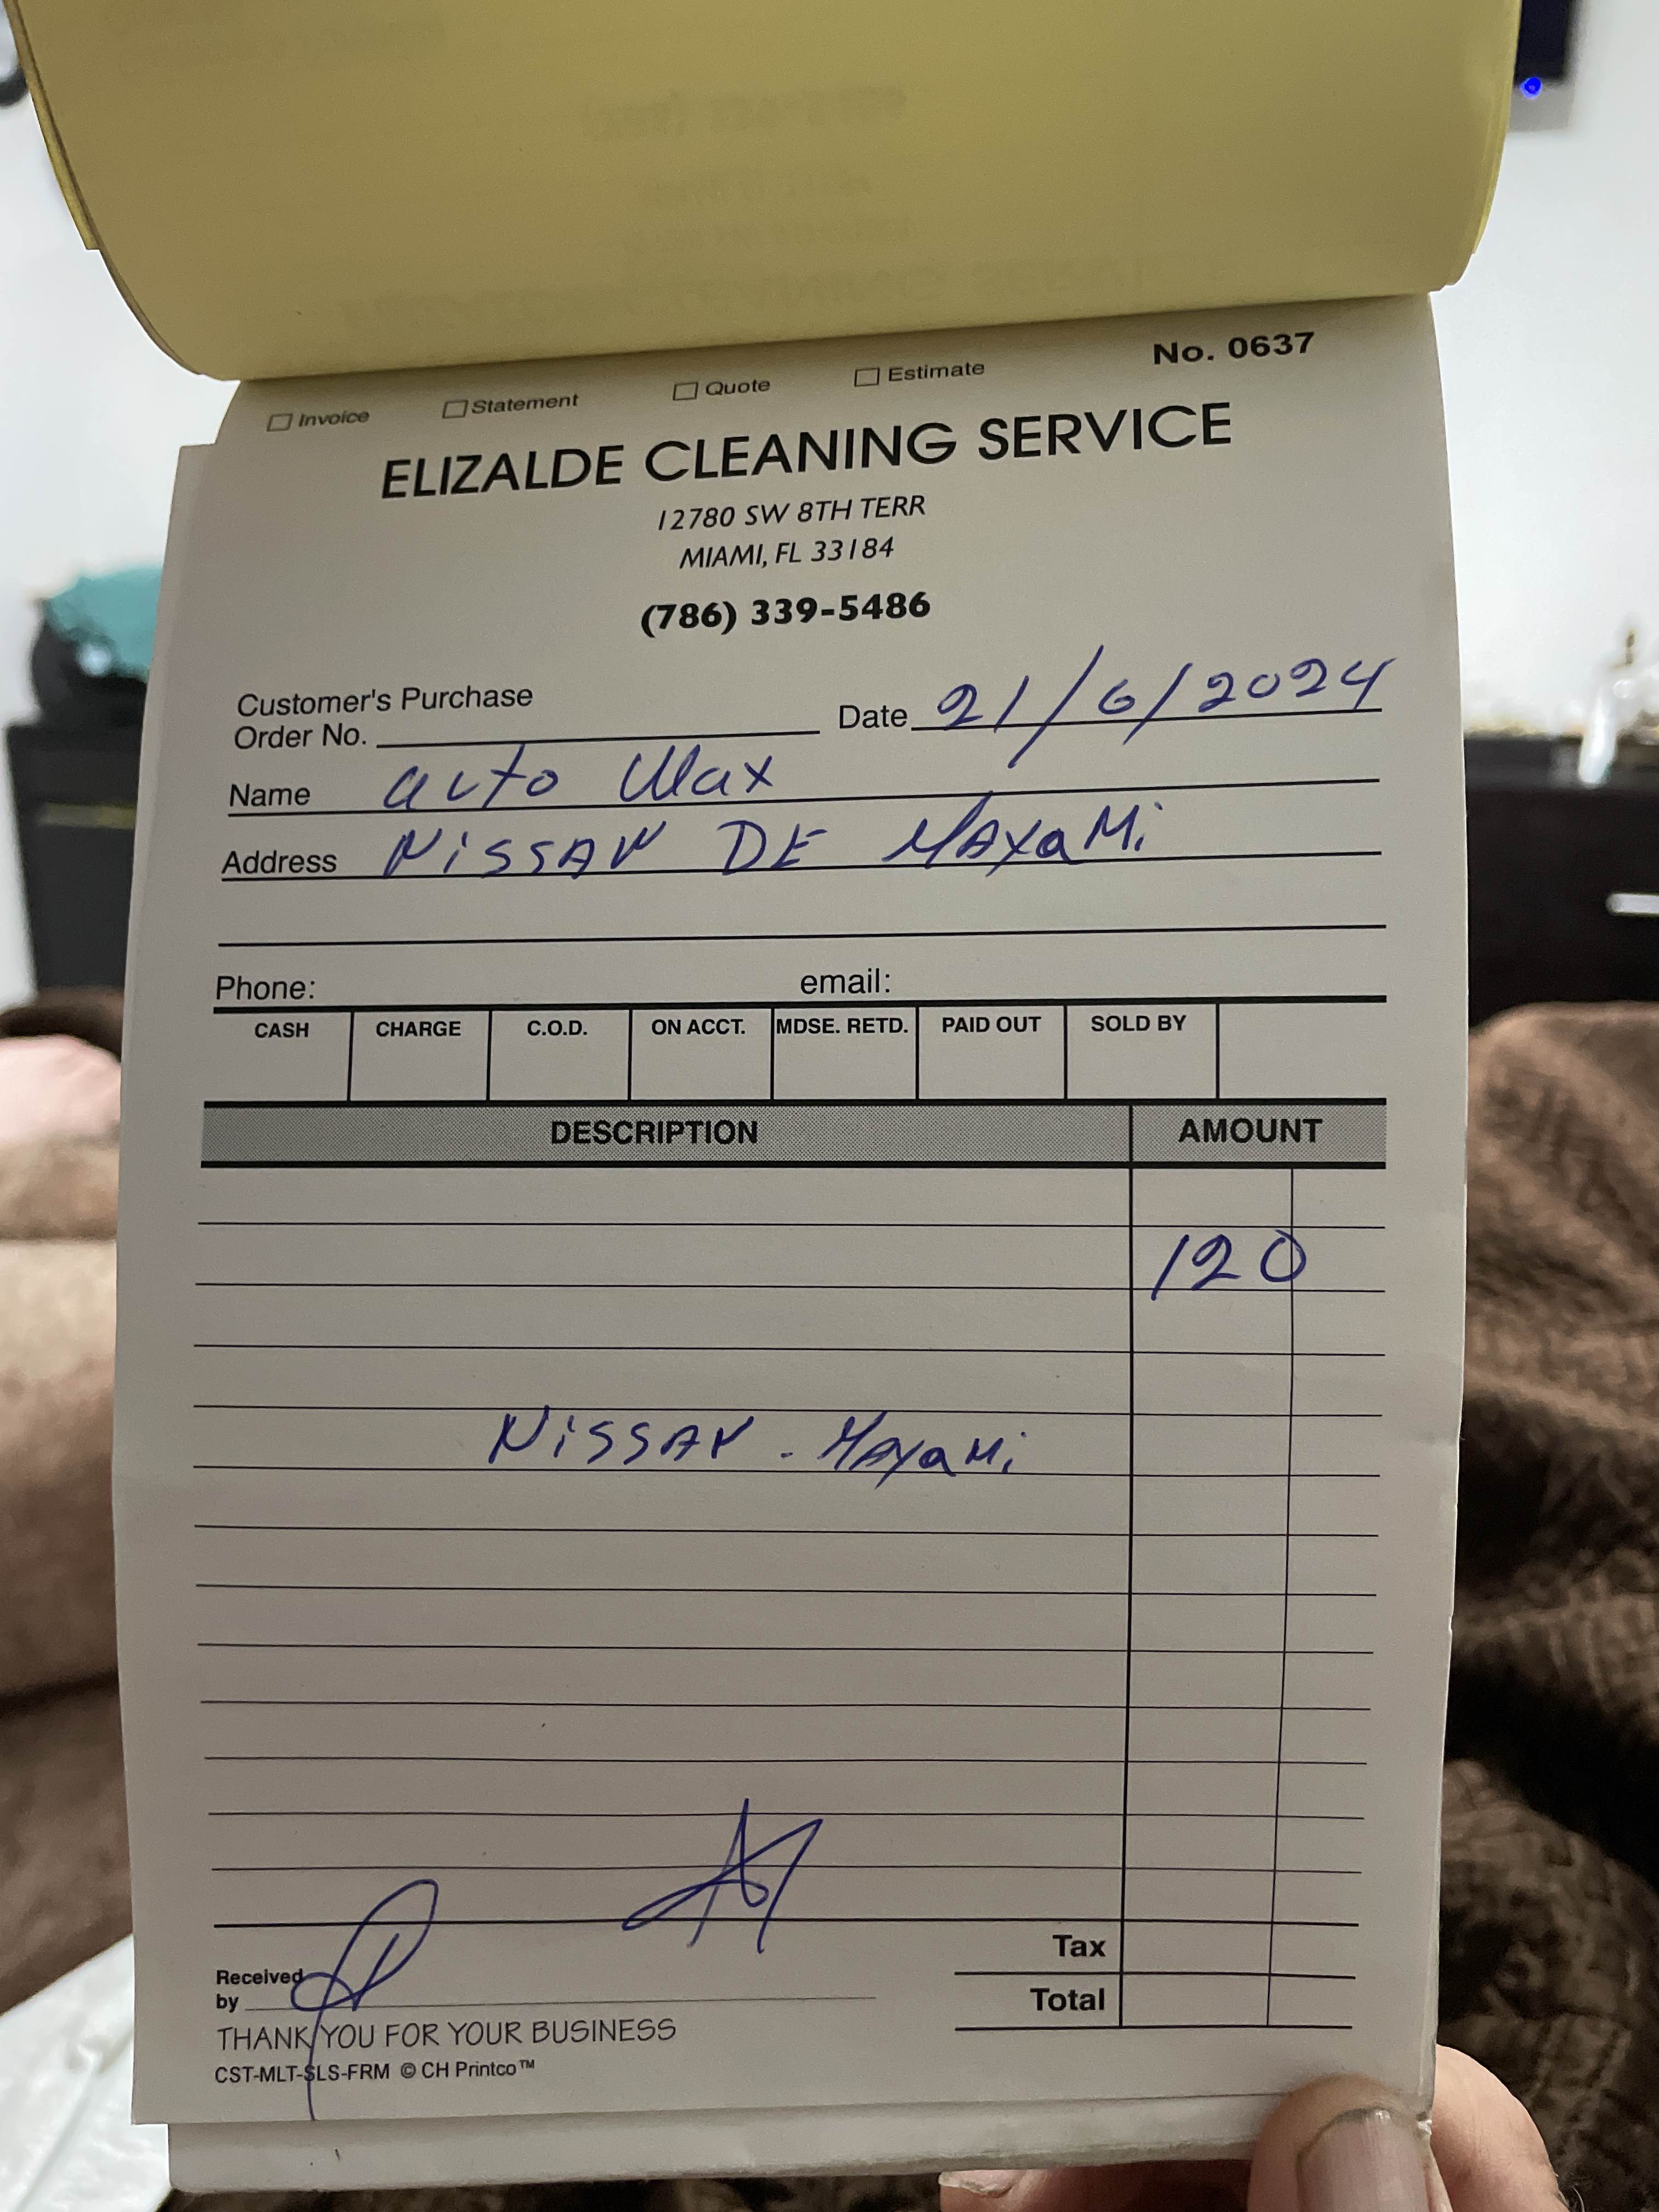 No. 0637
Invoice Statement Quote Estimate
ELIZALDE CLEANING SERVICE
12780 SW 8TH TERR
MIAMI, FL 33184
(786) 339-5486
Customer's Purchase
Order No. Date 21/6/2024
Name auto Max
Address NiSSAN DE MAYaMi
Phone: email:
CASH CHARGE C.O.D. ON ACCT. MDSE. RETD. PAID OUT SOLD BY
DESCRIPTION AMOUNT
120
NiSSAN - MAYaMi
Tax
Received
by
Total
THANK YOU FOR YOUR BUSINESS
CST-MLT-SLS-FRM © CH Printco™